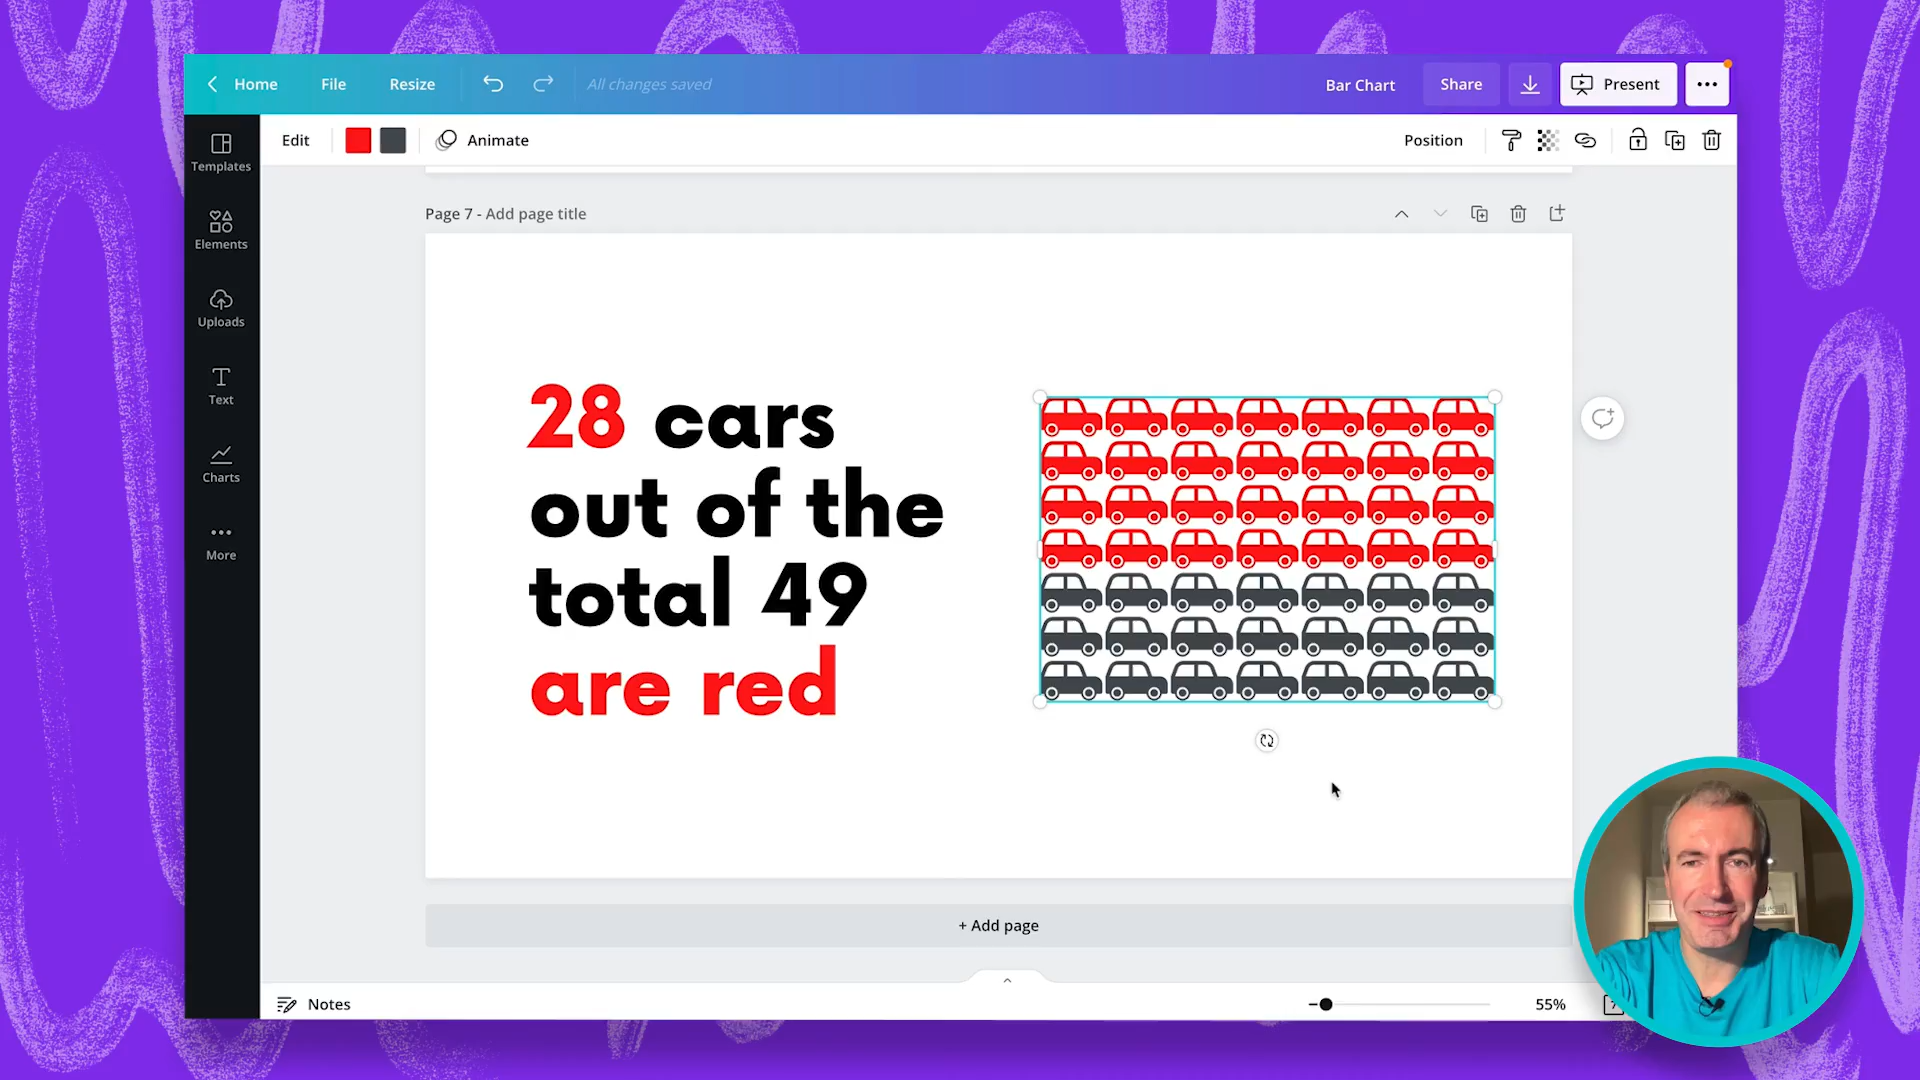 Home File Resize All changes saved Bar Chart Share Present
Edit Animate Position
Templates
Elements
Uploads
Text
Charts
More
Page 7 - Add page title
28 cars
out of the
total 49
are red
+ Add page
Notes 55%